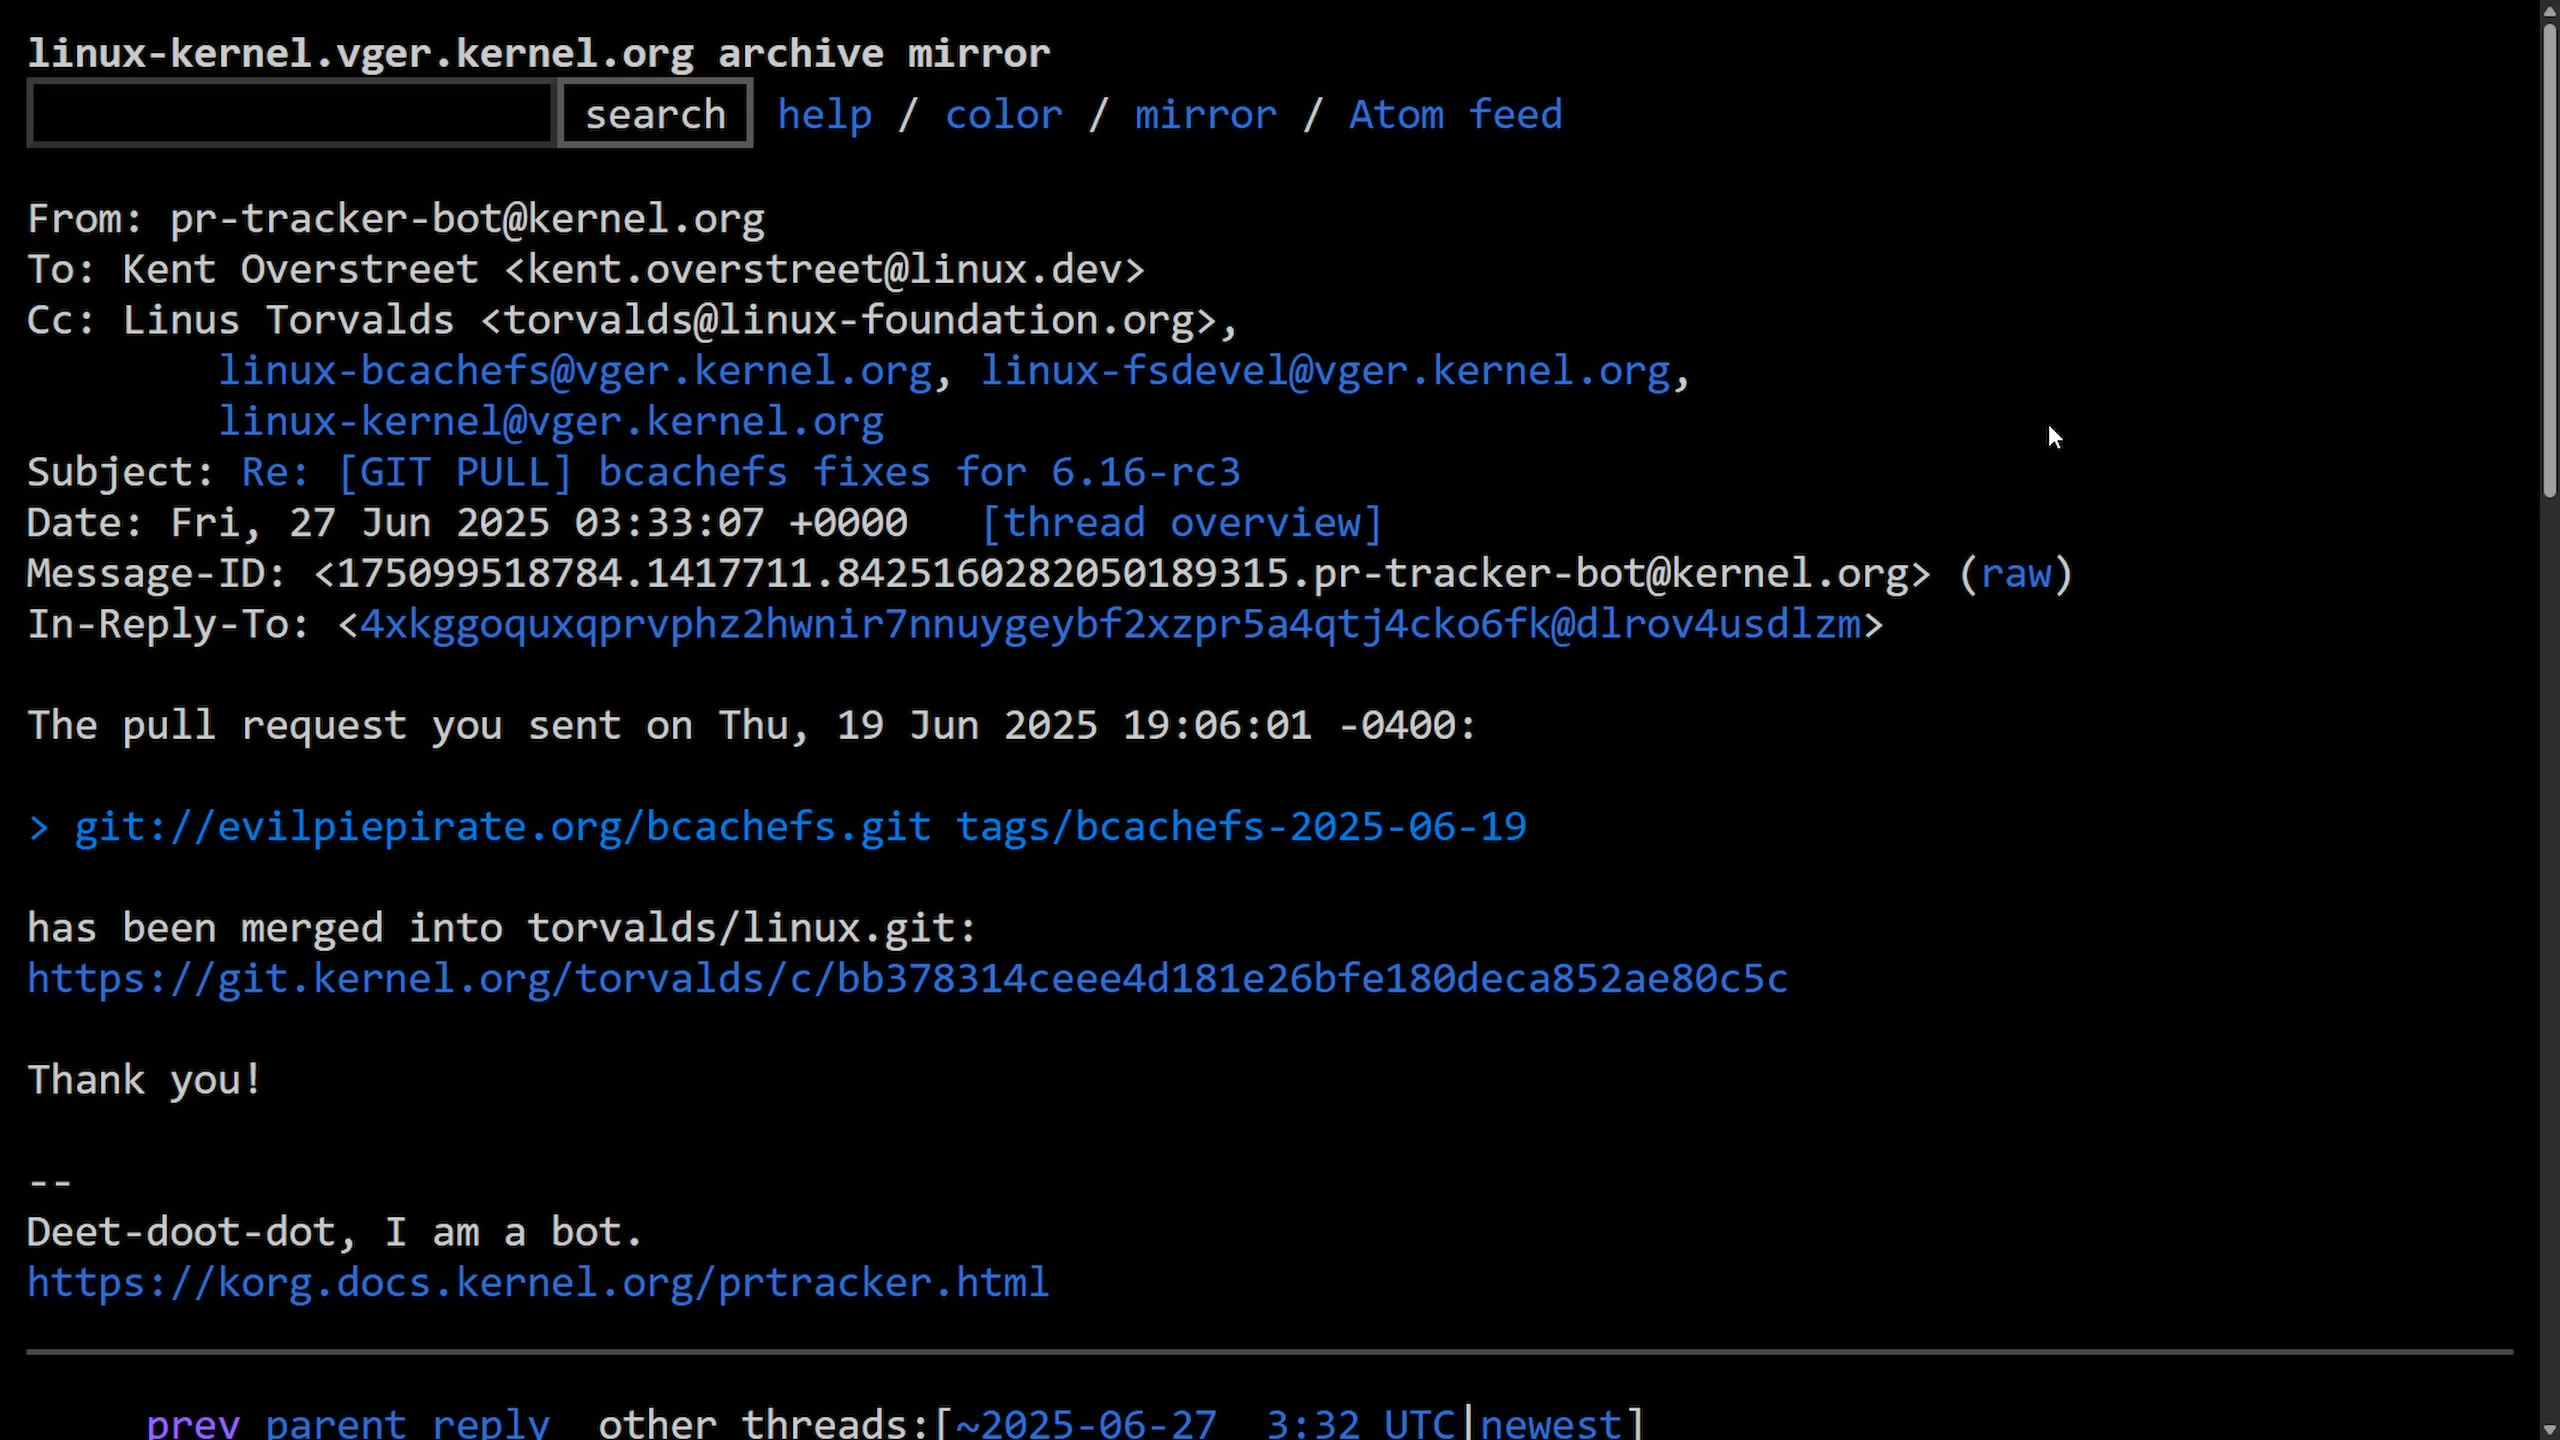 linux-kernel.vger.kernel.org archive mirror
search help / color / mirror / Atom feed
From: pr-tracker-bot@kernel.org
To: Kent Overstreet <kent.overstreet@linux.dev>
Cc: Linus Torvalds <torvalds@linux-foundation.org>,
linux-bcachefs@vger.kernel.org, linux-fsdevel@vger.kernel.org,
linux-kernel@vger.kernel.org
Subject: Re: [GIT PULL] bcachefs fixes for 6.16-rc3
Date: Fri, 27 Jun 2025 03:33:07 +0000 [thread overview]
Message-ID: <175099518784.1417711.8425160282050189315.pr-tracker-bot@kernel.org> (raw)
In-Reply-To: <4xkggoquxqprvphz2hwnir7nnuygeybf2xzpr5a4qtj4cko6fk@dlrov4usdlzm>
The pull request you sent on Thu, 19 Jun 2025 19:06:01 -0400:
> git://evilpiepirate.org/bcachefs.git tags/bcachefs-2025-06-19
has been merged into torvalds/linux.git:
https://git.kernel.org/torvalds/c/bb378314ceee4d181e26bfe180deca852ae80c5c
Thank you!
--
Deet-doot-dot, I am a bot.
https://korg.docs.kernel.org/prtracker.html
prev parent reply other threads:[~2025-06-27 3:32 UTC|newest]